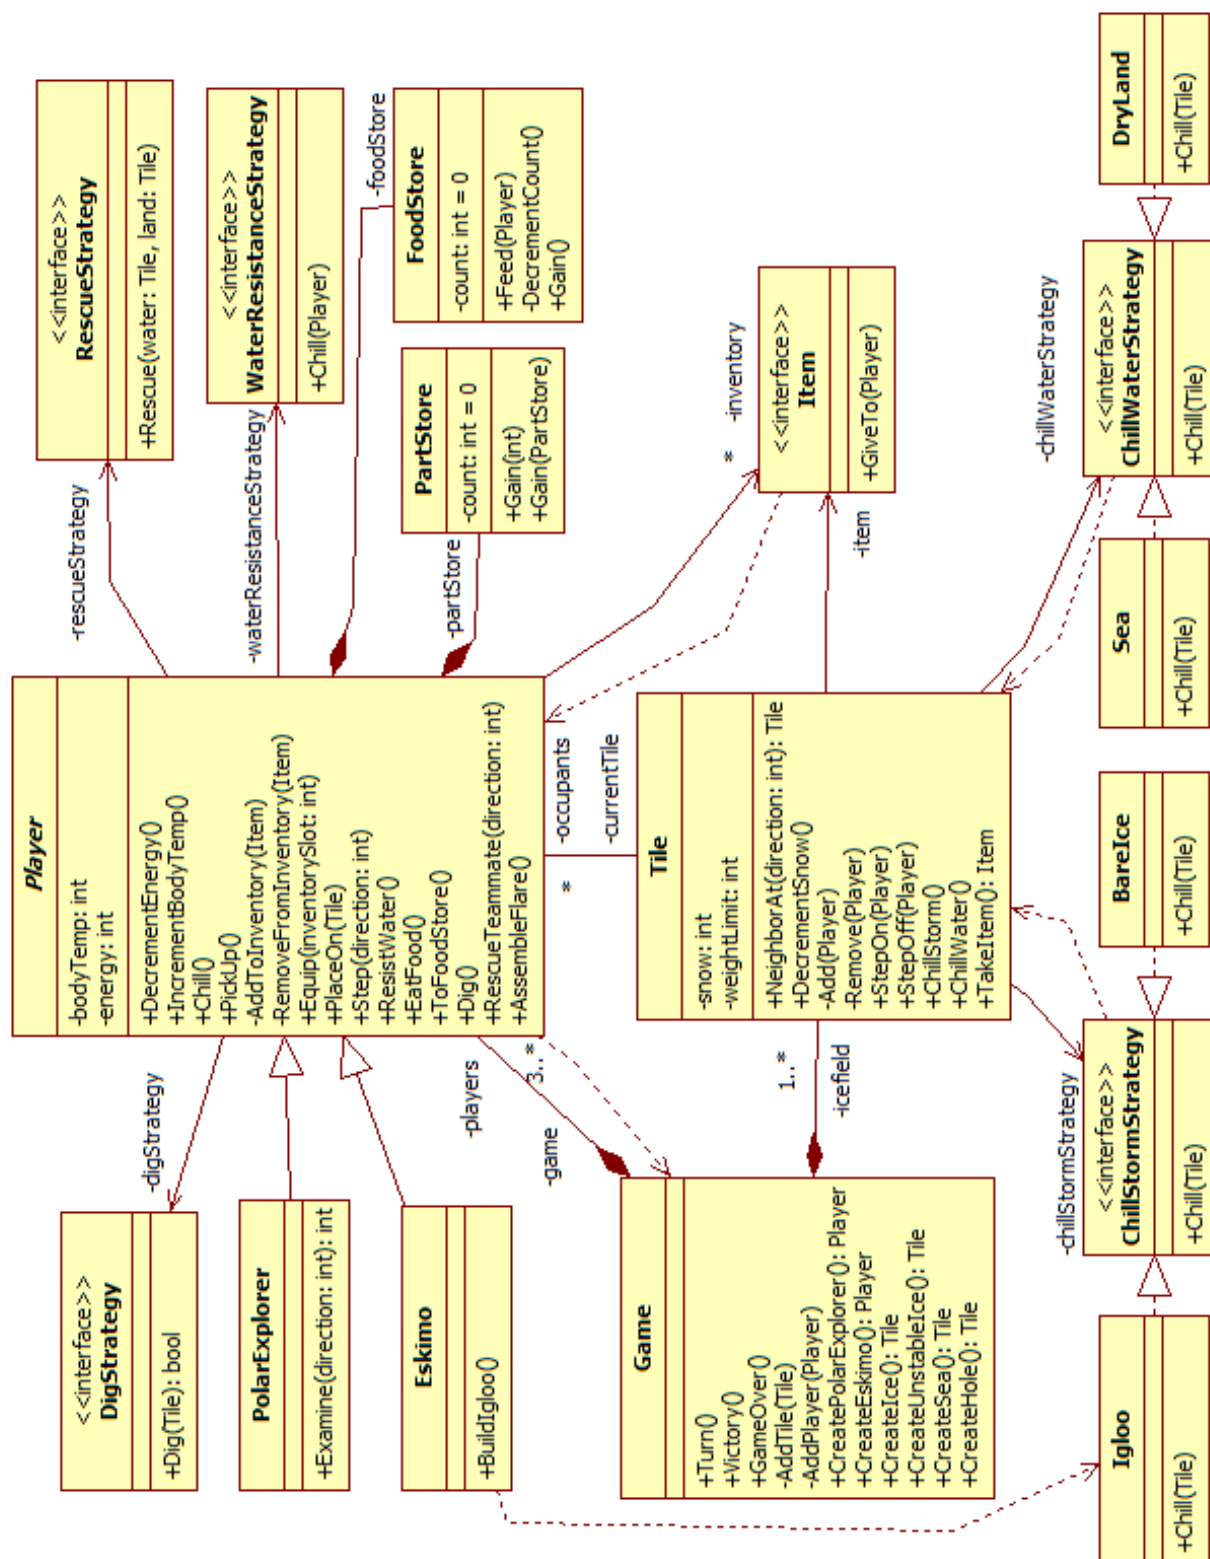 <<interface>>
DigStrategy
+Dig(Tile): bool
PolarExplorer
+Examine(direction: int): int
Eskimo
+BuildIgloo()
-digStrategy
Player
-bodyTemp: int
-energy: int
+DecrementEnergy()
+IncrementBodyTemp()
+Chill()
+PickUp()
-AddToInventory(Item)
-RemoveFromInventory(Item)
+Equip(inventorySlot: int)
+PlaceOn(Tile)
+Step(direction: int)
+ResistWater()
+EatFood()
+ToFoodStore()
+Dig()
+RescueTeammate(direction: int)
+AssembleFlare()
-rescueStrategy
<<interface>>
RescueStrategy
+Rescue(water: Tile, land: Tile)
-waterResistanceStrategy
<<interface>>
WaterResistanceStrategy
+Chill(Player)
-foodStore
FoodStore
-count: int = 0
+Feed(Player)
-DecrementCount()
+Gain()
-partStore
PartStore
-count: int = 0
+Gain(int)
+Gain(PartStore)
-players
3..*
-game
*
-occupants
-currentTile
*
-inventory
Game
+Turn()
+Victory()
+GameOver()
-AddTile(Tile)
-AddPlayer(Player)
+CreatePolarExplorer(): Player
+CreateEskimo(): Player
+CreateIce(): Tile
+CreateUnstableIce(): Tile
+CreateSea(): Tile
+CreateHole(): Tile
1..*
-icefield
Tile
-snow: int
-weightLimit: int
+NeighborAt(direction: int): Tile
+DecrementSnow()
-Add(Player)
-Remove(Player)
+StepOn(Player)
+StepOff(Player)
+ChillStorm()
+ChillWater()
+TakeItem(): Item
-item
<<interface>>
Item
+GiveTo(Player)
-chillStormStrategy
-chillWaterStrategy
Igloo
+Chill(Tile)
<<interface>>
ChillStormStrategy
+Chill(Tile)
BareIce
+Chill(Tile)
Sea
+Chill(Tile)
<<interface>>
ChillWaterStrategy
+Chill(Tile)
DryLand
+Chill(Tile)